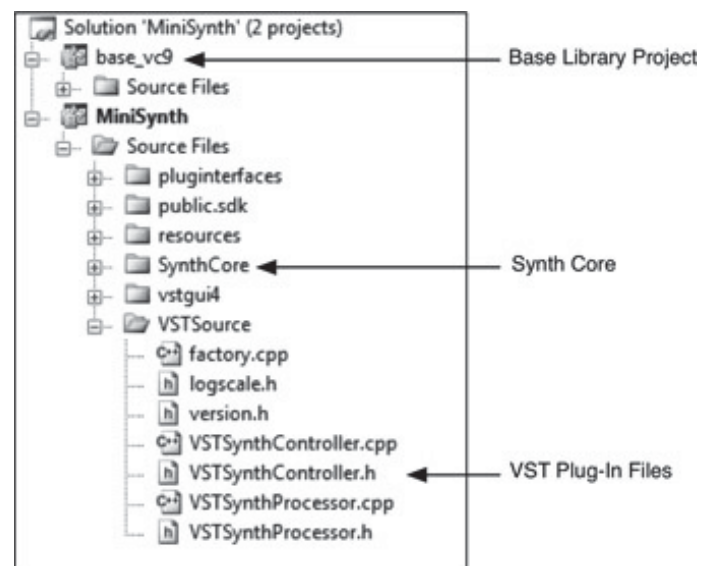 Solution 'MiniSynth' (2 projects)
base_vc9
Base Library Project
Source Files
MiniSynth
Source Files
pluginterfaces
public.sdk
resources
SynthCore
Synth Core
vstgui4
VSTSource
C++ factory.cpp
h logscale.h
h version.h
C++ VSTSynthController.cpp
h VSTSynthController.h
VST Plug-In Files
C++ VSTSynthProcessor.cpp
h VSTSynthProcessor.h